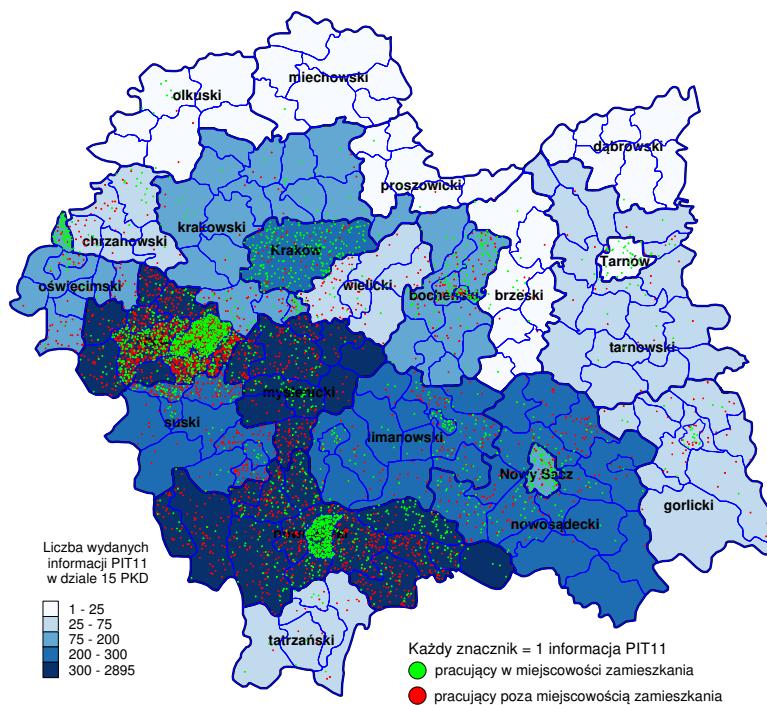 miechowski
olkuski
dąbrowski
proszowicki
krakowski
Kraków
chrzanowski
Tarnów
oświęcimski
wielicki
bocheński
brzeski
tarnowski
myślenicki
suski
limanowski
Nowy Sącz
gorlicki
nowosądecki
tatrzański
Liczba wydanych
informacji PIT11
w dziale 15 PKD
1 - 25
25 - 75
75 - 200
200 - 300
300 - 2895
Każdy znacznik = 1 informacja PIT11
pracujący w miejscowości zamieszkania
pracujący poza miejscowością zamieszkania